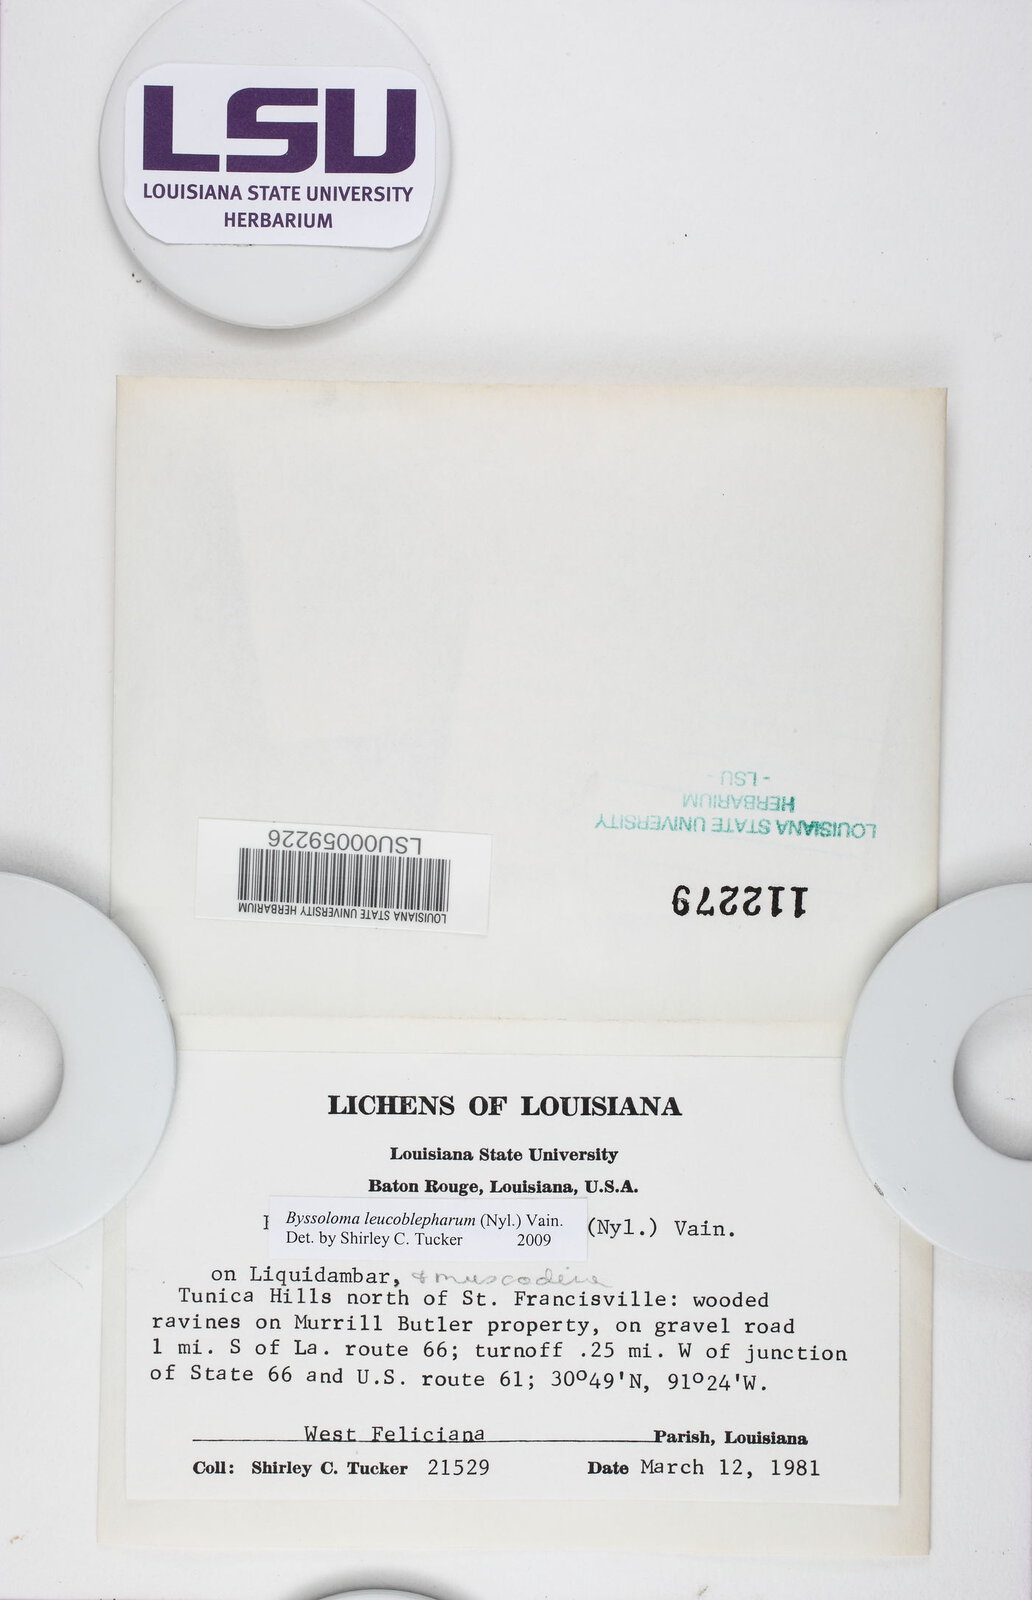 LSU
LOUISIANA STATE UNIVERSITY
HERBARIUM
- LSU -
HERBARIUM
LOUISIANA STATE UNIVERSITY
LSU00059226
LOUISIANA STATE UNIVERSITY HERBARIUM
112279
LICHENS OF LOUISIANA
Louisiana State University
Baton Rouge, Louisiana, U.S.A.
Byssoloma leucoblepharum (Nyl.) Vain.
Det. by Shirley C. Tucker 2009
(Nyl.) Vain.
on Liquidambar, & muscadine
Tunica Hills north of St. Francisville: wooded
ravines on Murrill Butler property, on gravel road
1 mi. S of La. route 66; turnoff .25 mi. W of junction
of State 66 and U.S. route 61; 30°49'N, 91°24'W.
West Feliciana Parish, Louisiana
Coll: Shirley C. Tucker 21529 Date March 12, 1981